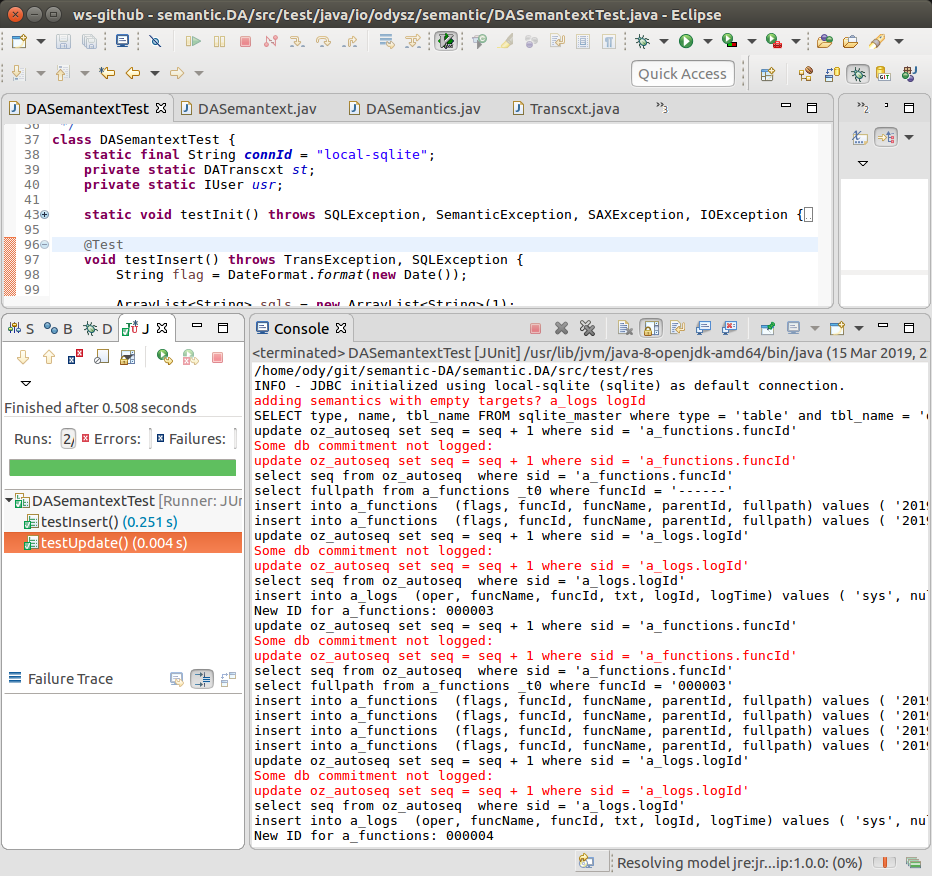 ws-github - semantic.DA/src/test/java/io/odysz/semantic/DASemantextTest.java - Eclipse
Quick Access
DASemantextTest DASemantext.jav DASemantics.jav Transcxt.java »3
»2
36 */
37 class DASemantextTest {
38 static final String connId = "local-sqlite";
39 private static DATranscxt st;
40 private static IUser usr;
41
43 static void testInit() throws SQLException, SemanticException, SAXException, IOException {
95
96 @Test
97 void testInsert() throws TransException, SQLException {
98 String flag = DateFormat.format(new Date());
99
ArrayList<String> sqls = new ArrayList<String>(1);
S B D J
Finished after 0.508 seconds
Runs: 2/ Errors: Failures:
DASemantextTest [Runner: JUr
testInsert() (0.251 s)
testUpdate() (0.004 s)
Failure Trace
Console
<terminated> DASemantextTest [JUnit] /usr/lib/jvm/java-8-openjdk-amd64/bin/java (15 Mar 2019, 2
/home/ody/git/semantic-DA/semantic.DA/src/test/res
INFO - JDBC initialized using local-sqlite (sqlite) as default connection.
adding semantics with empty targets? a_logs logId
SELECT type, name, tbl_name FROM sqlite_master where type = 'table' and tbl_name = 'o
update oz_autoseq set seq = seq + 1 where sid = 'a_functions.funcId'
Some db commitment not logged:
update oz_autoseq set seq = seq + 1 where sid = 'a_functions.funcId'
select seq from oz_autoseq  where sid = 'a_functions.funcId'
select fullpath from a_functions _t0 where funcId = '------'
insert into a_functions  (flags, funcId, funcName, parentId, fullpath) values ( '2019
insert into a_functions  (flags, funcId, funcName, parentId, fullpath) values ( '2019
update oz_autoseq set seq = seq + 1 where sid = 'a_logs.logId'
Some db commitment not logged:
update oz_autoseq set seq = seq + 1 where sid = 'a_logs.logId'
select seq from oz_autoseq  where sid = 'a_logs.logId'
insert into a_logs  (oper, funcName, funcId, txt, logId, logTime) values ( 'sys', nul
New ID for a_functions: 000003
update oz_autoseq set seq = seq + 1 where sid = 'a_functions.funcId'
Some db commitment not logged:
update oz_autoseq set seq = seq + 1 where sid = 'a_functions.funcId'
select seq from oz_autoseq  where sid = 'a_functions.funcId'
select fullpath from a_functions _t0 where funcId = '000003'
insert into a_functions  (flags, funcId, funcName, parentId, fullpath) values ( '2019
insert into a_functions  (flags, funcId, funcName, parentId, fullpath) values ( '2019
insert into a_functions  (flags, funcId, funcName, parentId, fullpath) values ( '2019
insert into a_functions  (flags, funcId, funcName, parentId, fullpath) values ( '2019
update oz_autoseq set seq = seq + 1 where sid = 'a_logs.logId'
Some db commitment not logged:
update oz_autoseq set seq = seq + 1 where sid = 'a_logs.logId'
select seq from oz_autoseq  where sid = 'a_logs.logId'
insert into a_logs  (oper, funcName, funcId, txt, logId, logTime) values ( 'sys', nul
New ID for a_functions: 000004
Resolving model jre:jr...ip:1.0.0: (0%)